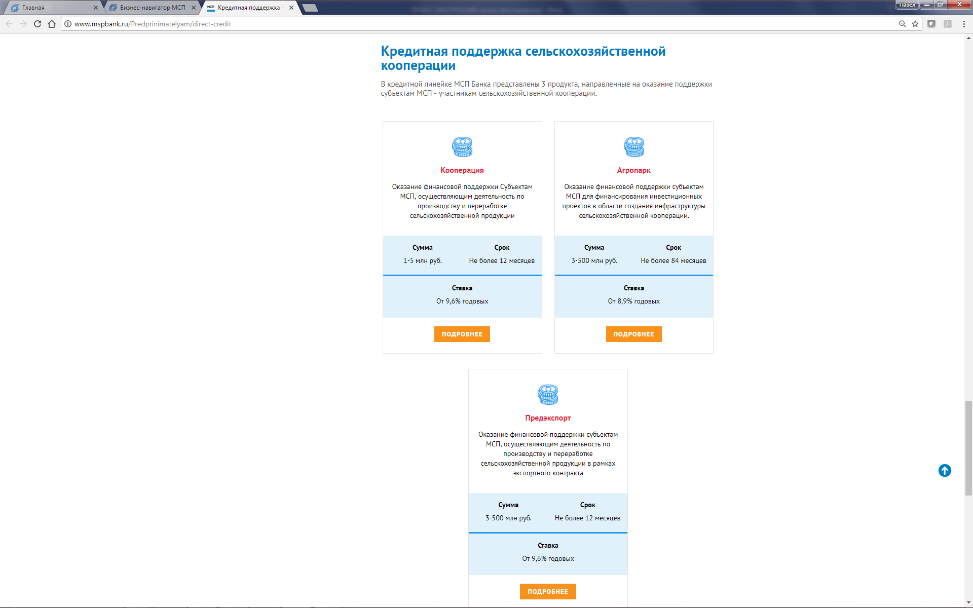 Главная
Бизнес-навигатор МСП
Кредитная поддержка -
Павел
www.mspbank.ru/Predprinimatelyam/direct-credit
Кредитная поддержка сельскохозяйственной
кооперации
В кредитной линейке МСП Банка представлены 3 продукта, направленные на оказание поддержки
субъектам МСП - участникам сельскохозяйственной кооперации.
Кооперация
Оказание финансовой поддержки Субъектам
МСП, осуществляющим деятельность по
производству и переработке
сельскохозяйственной продукции
Сумма Срок
1-5 млн руб. Не более 12 месяцев
Ставка
От 9,6% годовых
ПОДРОБНЕЕ
Агропарк
Оказание финансовой поддержки субъектам
МСП для финансирования инвестиционных
проектов в области создания инфраструктуры
сельскохозяйственной кооперации.
Сумма Срок
3-500 млн руб. Не более 84 месяцев
Ставка
От 8,9% годовых
ПОДРОБНЕЕ
Предэкспорт
Оказание финансовой поддержки субъектам
МСП, осуществляющим деятельность по
производству и переработке
сельскохозяйственной продукции в рамках
экспортного контракта
Сумма Срок
3-500 млн руб. Не более 12 месяцев
Ставка
От 9,6% годовых
ПОДРОБНЕЕ